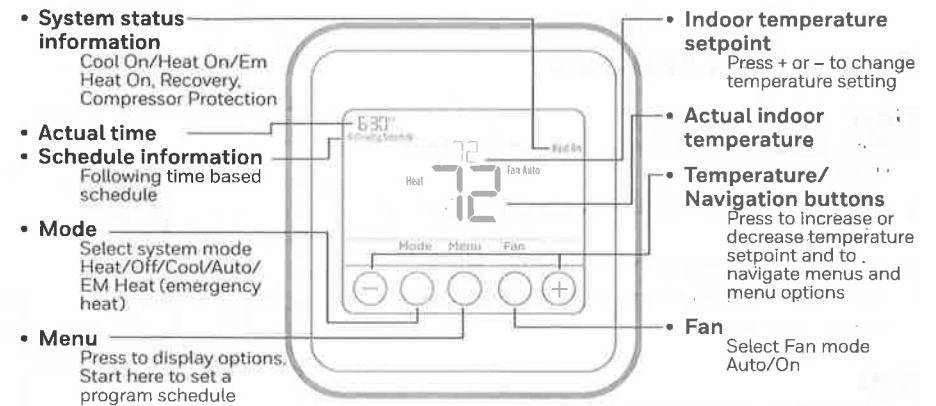 • System status
information
Cool On/Heat On/Em
Heat On, Recovery,
Compressor Protection
• Actual time
• Schedule information
Following time based
schedule
• Mode
Select system mode
Heat/Off/Cool/Auto/
EM Heat (emergency
heat)
• Menu
Press to display options.
Start here to set a
program schedule
6:30
Following Schedule
72
Heat On
Heat
72
Fan Auto
Mode Menu Fan
− +
• Indoor temperature
setpoint
Press + or – to change
temperature setting
• Actual indoor
temperature
• Temperature/
Navigation buttons
Press to increase or
decrease temperature
setpoint and to
navigate menus and
menu options
• Fan
Select Fan mode
Auto/On